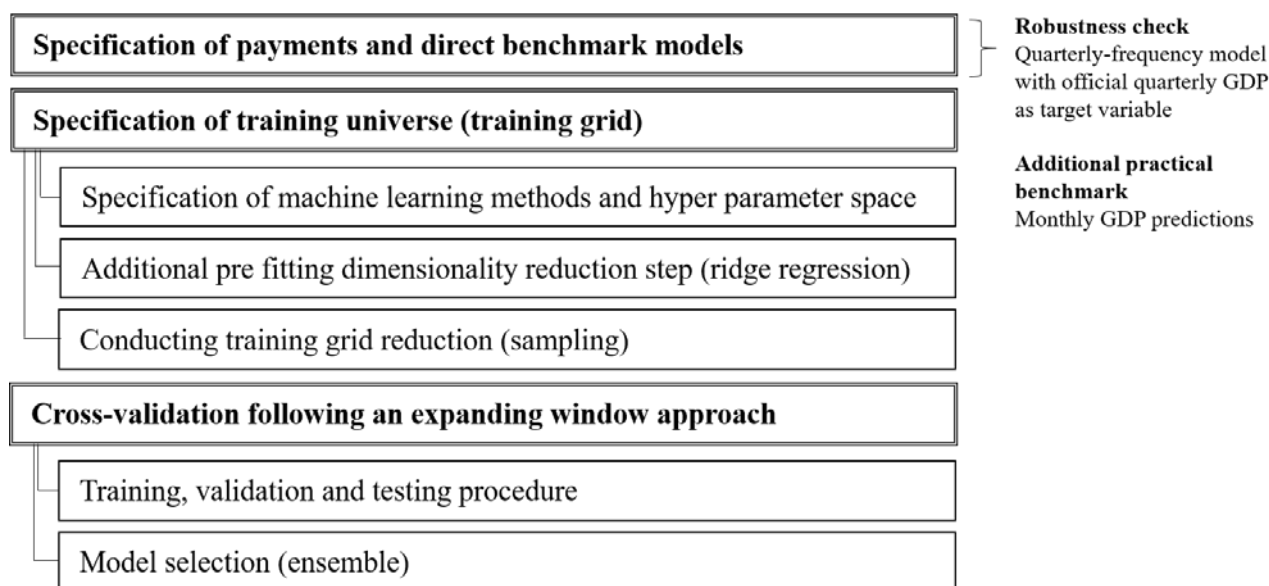 Specification of payments and direct benchmark models
Specification of training universe (training grid)
Specification of machine learning methods and hyper parameter space
Additional pre fitting dimensionality reduction step (ridge regression)
Conducting training grid reduction (sampling)
Cross-validation following an expanding window approach
Training, validation and testing procedure
Model selection (ensemble)
Robustness check
Quarterly-frequency model
with official quarterly GDP
as target variable
Additional practical
benchmark
Monthly GDP predictions